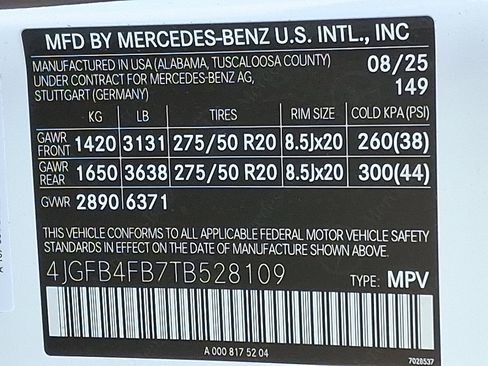 MFD BY MERCEDES-BENZ U.S. INTL., INC
MANUFACTURED IN USA (ALABAMA, TUSCALOOSA COUNTY) 08/25
UNDER CONTRACT FOR MERCEDES-BENZ AG,
STUTTGART (GERMANY) 149
KG LB TIRES RIM SIZE COLD KPA (PSI)
GAWR FRONT 1420 3131 275/50 R20 8.5Jx20 260(38)
GAWR REAR 1650 3638 275/50 R20 8.5Jx20 300(44)
GVWR 2890 6371
THIS VEHICLE CONFORMS TO ALL APPLICABLE FEDERAL MOTOR VEHICLE SAFETY
STANDARDS IN EFFECT ON THE DATE OF MANUFACTURE SHOWN ABOVE.
4JGFB4FB7TB528109 TYPE: MPV
A 000 817 52 04
7028537